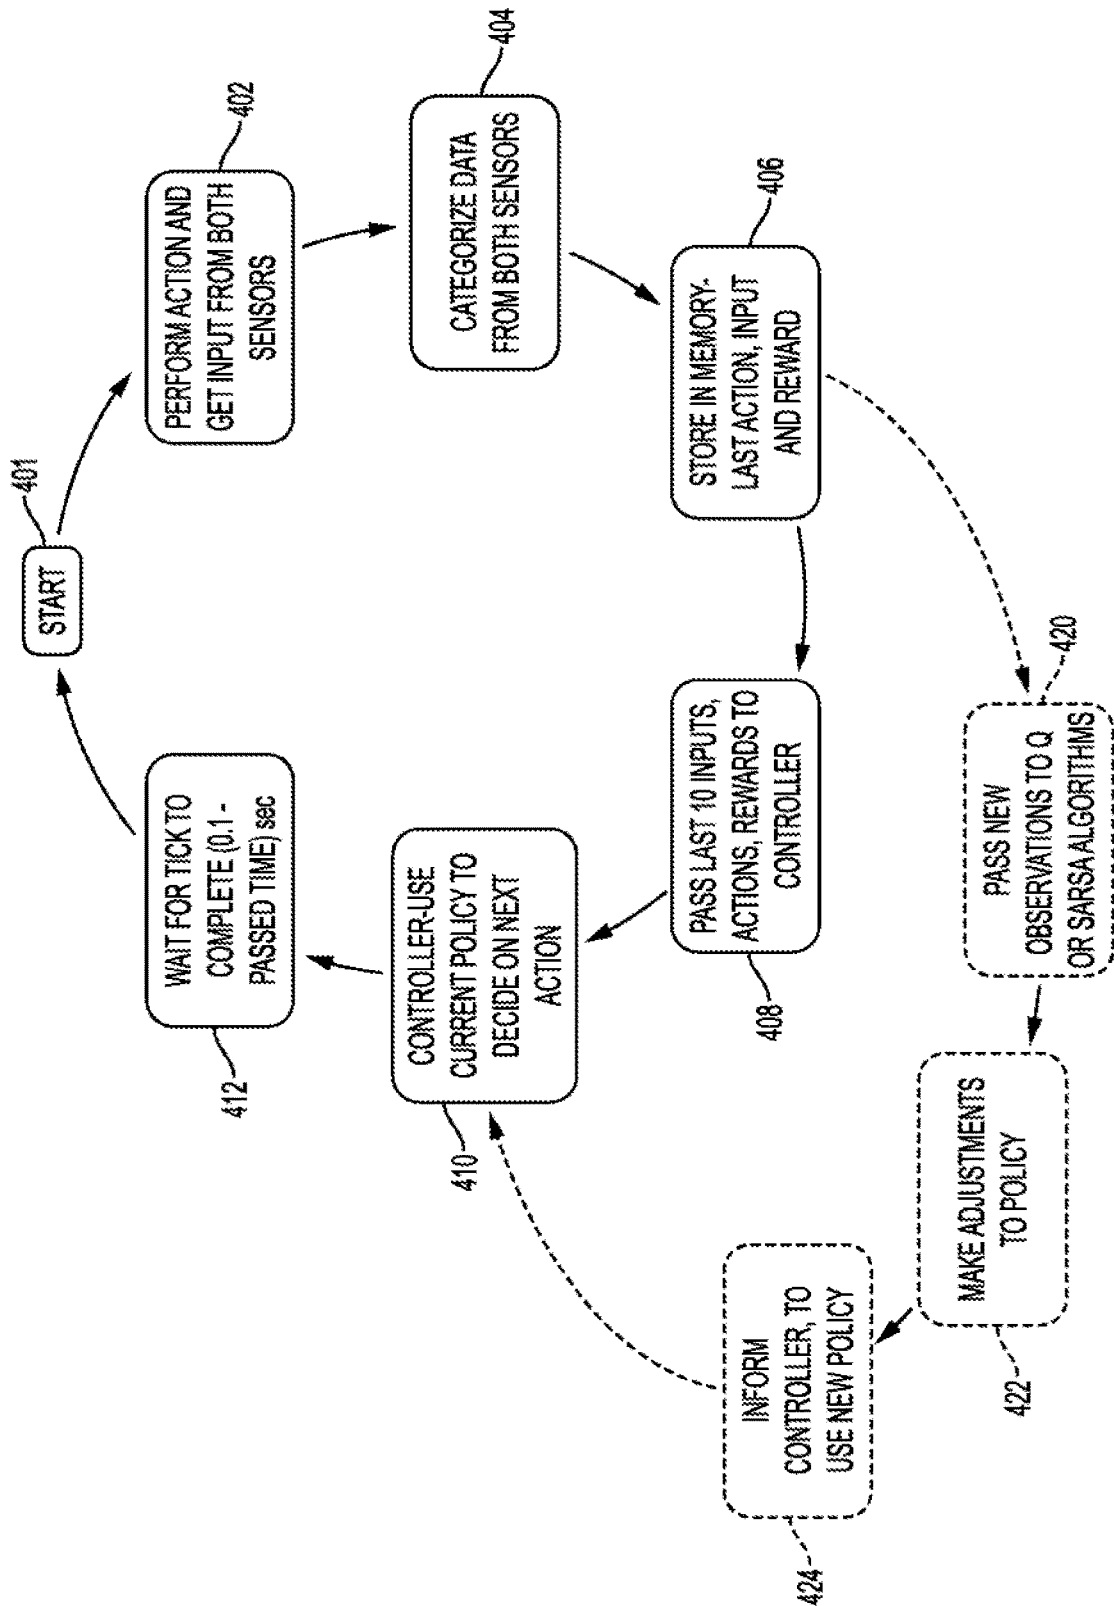 START
401
PERFORM ACTION AND
GET INPUT FROM BOTH
SENSORS
402
CATEGORIZE DATA
FROM BOTH SENSORS
404
STORE IN MEMORY-
LAST ACTION, INPUT
AND REWARD
406
PASS LAST 10 INPUTS,
ACTIONS, REWARDS TO
CONTROLLER
408
CONTROLLER-USE
CURRENT POLICY TO
DECIDE ON NEXT
ACTION
410
WAIT FOR TICK TO
COMPLETE (0.1 -
PASSED TIME) sec
412
PASS NEW
OBSERVATIONS TO Q
OR SARSA ALGORITHMS
420
MAKE ADJUSTMENTS
TO POLICY
422
INFORM
CONTROLLER, TO
USE NEW POLICY
424